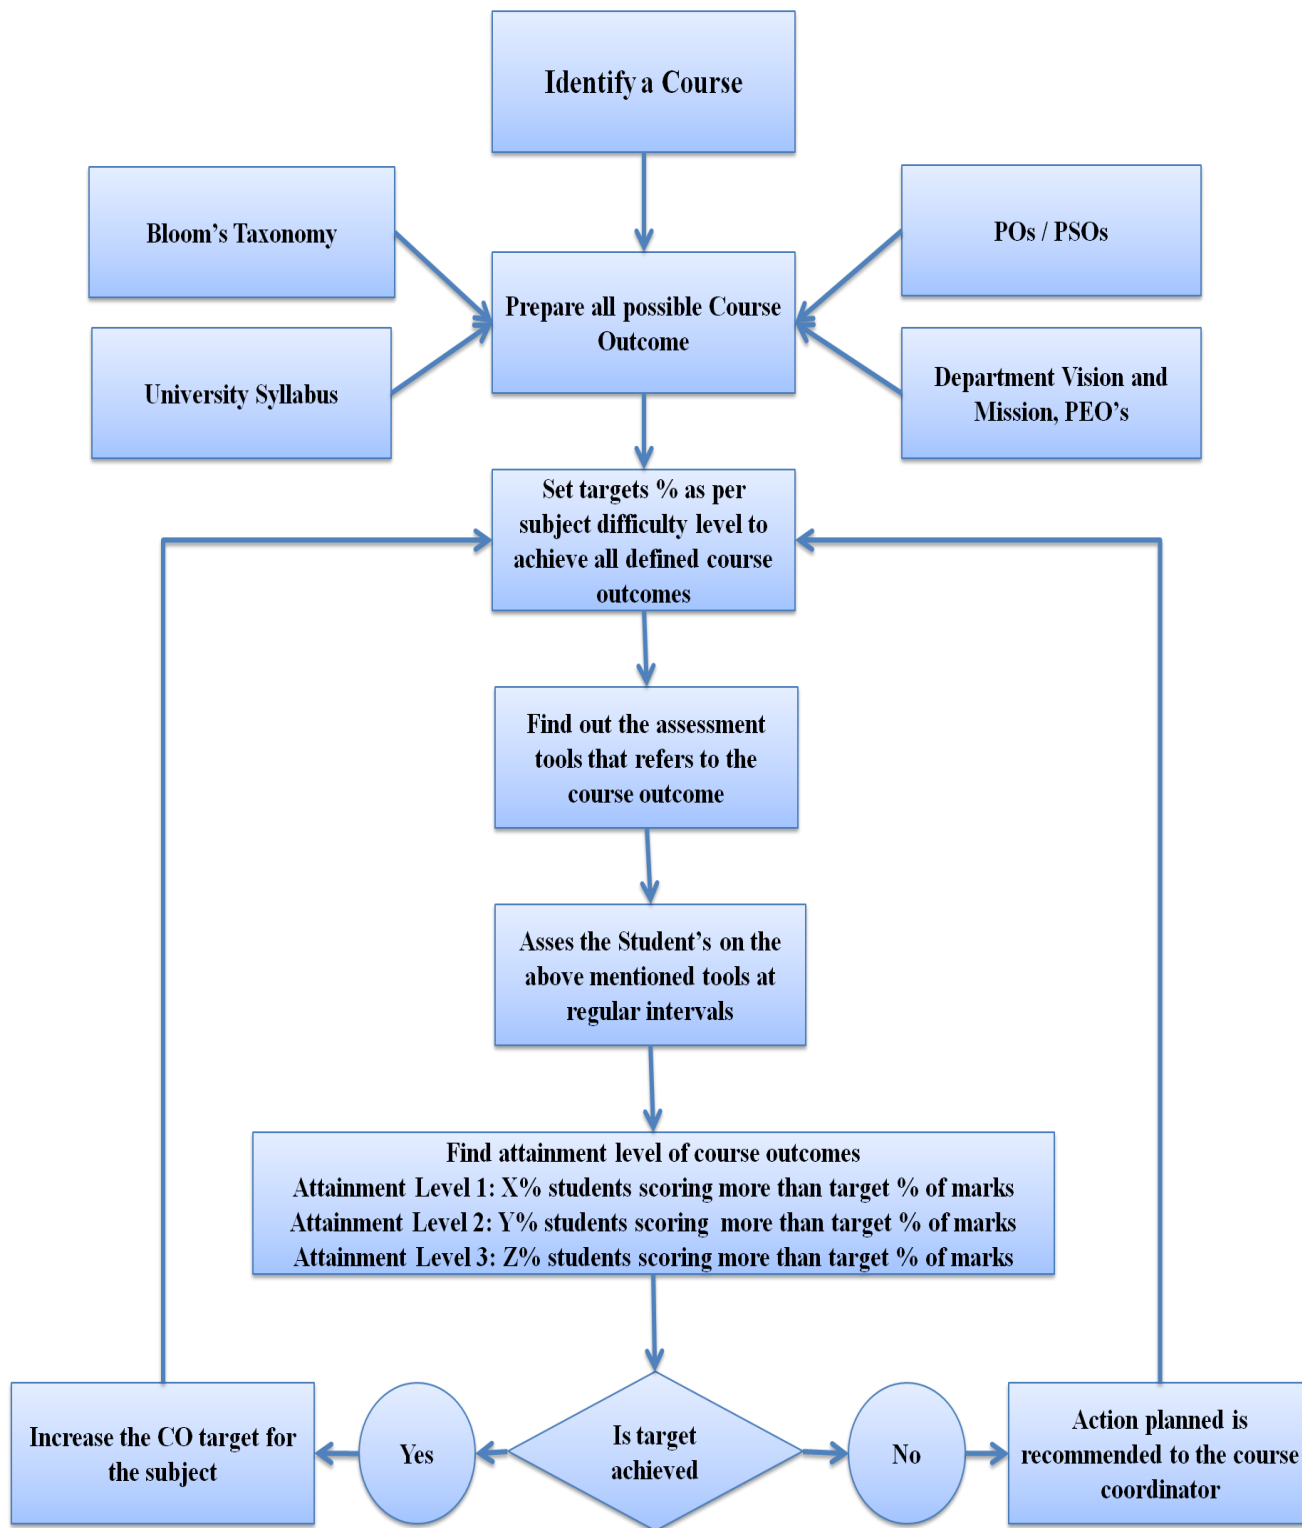 Identify a Course
Bloom’s Taxonomy
POs / PSOs
Prepare all possible Course
Outcome
University Syllabus
Department Vision and
Mission, PEO’s
Set targets % as per
subject difficulty level to
achieve all defined course
outcomes
Find out the assessment
tools that refers to the
course outcome
Asses the Student’s on the
above mentioned tools at
regular intervals
Find attainment level of course outcomes
Attainment Level 1: X% students scoring more than target % of marks
Attainment Level 2: Y% students scoring more than target % of marks
Attainment Level 3: Z% students scoring more than target % of marks
Increase the CO target for
the subject
Yes
Is target
achieved
No
Action planned is
recommended to the course
coordinator